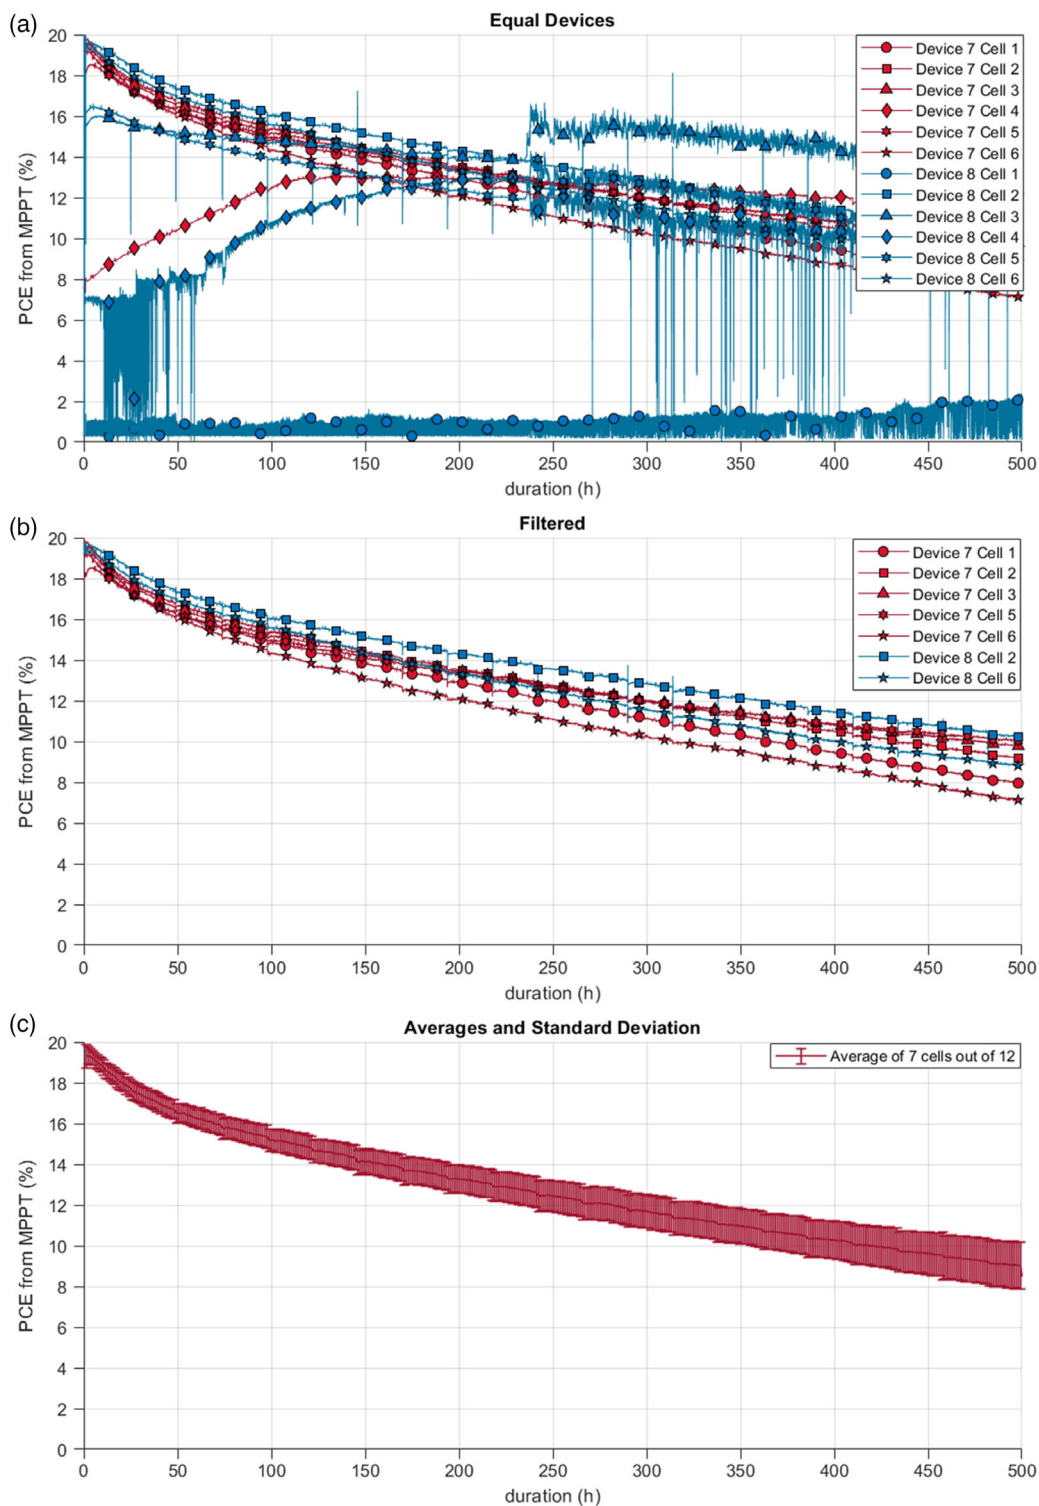 (a)
Equal Devices
PCE from MPPT (%)
20
18
16
14
12
10
8
6
4
2
0
0 50 100 150 200 250 300 350 400 450 500
duration (h)
Device 7 Cell 1
Device 7 Cell 2
Device 7 Cell 3
Device 7 Cell 4
Device 7 Cell 5
Device 7 Cell 6
Device 8 Cell 1
Device 8 Cell 2
Device 8 Cell 3
Device 8 Cell 4
Device 8 Cell 5
Device 8 Cell 6
(b)
Filtered
PCE from MPPT (%)
20
18
16
14
12
10
8
6
4
2
0
0 50 100 150 200 250 300 350 400 450 500
duration (h)
Device 7 Cell 1
Device 7 Cell 2
Device 7 Cell 3
Device 7 Cell 5
Device 7 Cell 6
Device 8 Cell 2
Device 8 Cell 6
(c)
Averages and Standard Deviation
PCE from MPPT (%)
20
18
16
14
12
10
8
6
4
2
0
0 50 100 150 200 250 300 350 400 450 500
duration (h)
Average of 7 cells out of 12